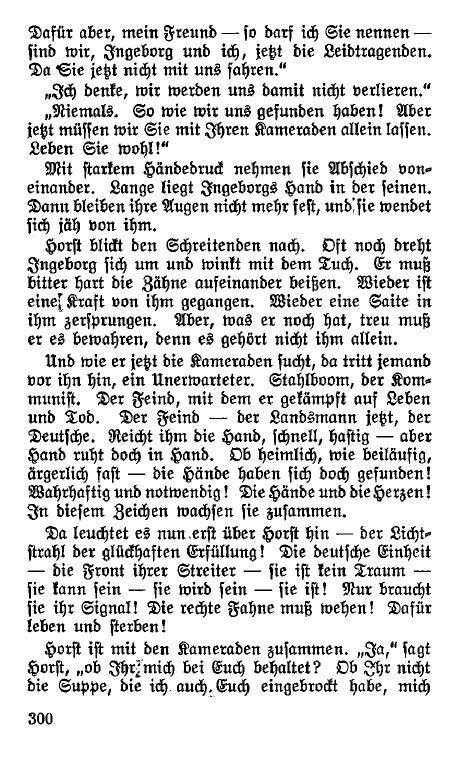 Dafür aber, mein Freund — so darf ich Sie nennen —
sind wir, Ingeborg und ich, jetzt die Leidtragenden.
Da Sie jetzt nicht mit uns fahren.“
„Ich denke, wir werden uns damit nicht verlieren.“
„Niemals. So wie wir uns gefunden haben! Aber
jetzt müssen wir Sie mit Ihren Kameraden allein lassen.
Leben Sie wohl!“
Mit starkem Händedruck nehmen sie Abschied von-
einander. Lange liegt Ingeborgs Hand in der seinen.
Dann bleiben ihre Augen nicht mehr fest, und sie wendet
sich jäh von ihm.
Horst blickt den Schreitenden nach. Oft noch dreht
Ingeborg sich um und winkt mit dem Tuch. Er muß
bitter hart die Zähne aufeinander beißen. Wieder ist
eine Kraft von ihm gegangen. Wieder eine Saite in
ihm zersprungen. Aber, was er noch hat, treu muß
er es bewahren, denn es gehört nicht ihm allein.
Und wie er jetzt die Kameraden sucht, da tritt jemand
vor ihn hin, ein Unerwarteter. Stahlboom, der Kom-
munist. Der Feind, mit dem er gekämpft auf Leben
und Tod. Der Feind — der Landsmann jetzt, der
Deutsche. Reicht ihm die Hand, schnell, hastig — aber
Hand ruht doch in Hand. Ob heimlich, wie beiläufig,
ärgerlich fast — die Hände haben sich doch gefunden!
Wahrhaftig und notwendig! Die Hände und die Herzen!
In diesem Zeichen wachsen sie zusammen.
Da leuchtet es nun erst über Horst hin — der Licht-
strahl der glückhaften Erfüllung! Die deutsche Einheit
— die Front ihrer Streiter — sie ist kein Traum —
sie kann sein — sie wird sein — sie ist! Nur braucht
sie ihr Signal! Die rechte Fahne muß wehen! Dafür
leben und sterben!
Horst ist mit den Kameraden zusammen. „Ja,“ sagt
Horst, „ob Ihr mich bei Euch behaltet? Ob Ihr nicht
die Suppe, die ich auch Euch eingebrockt habe, mich
300